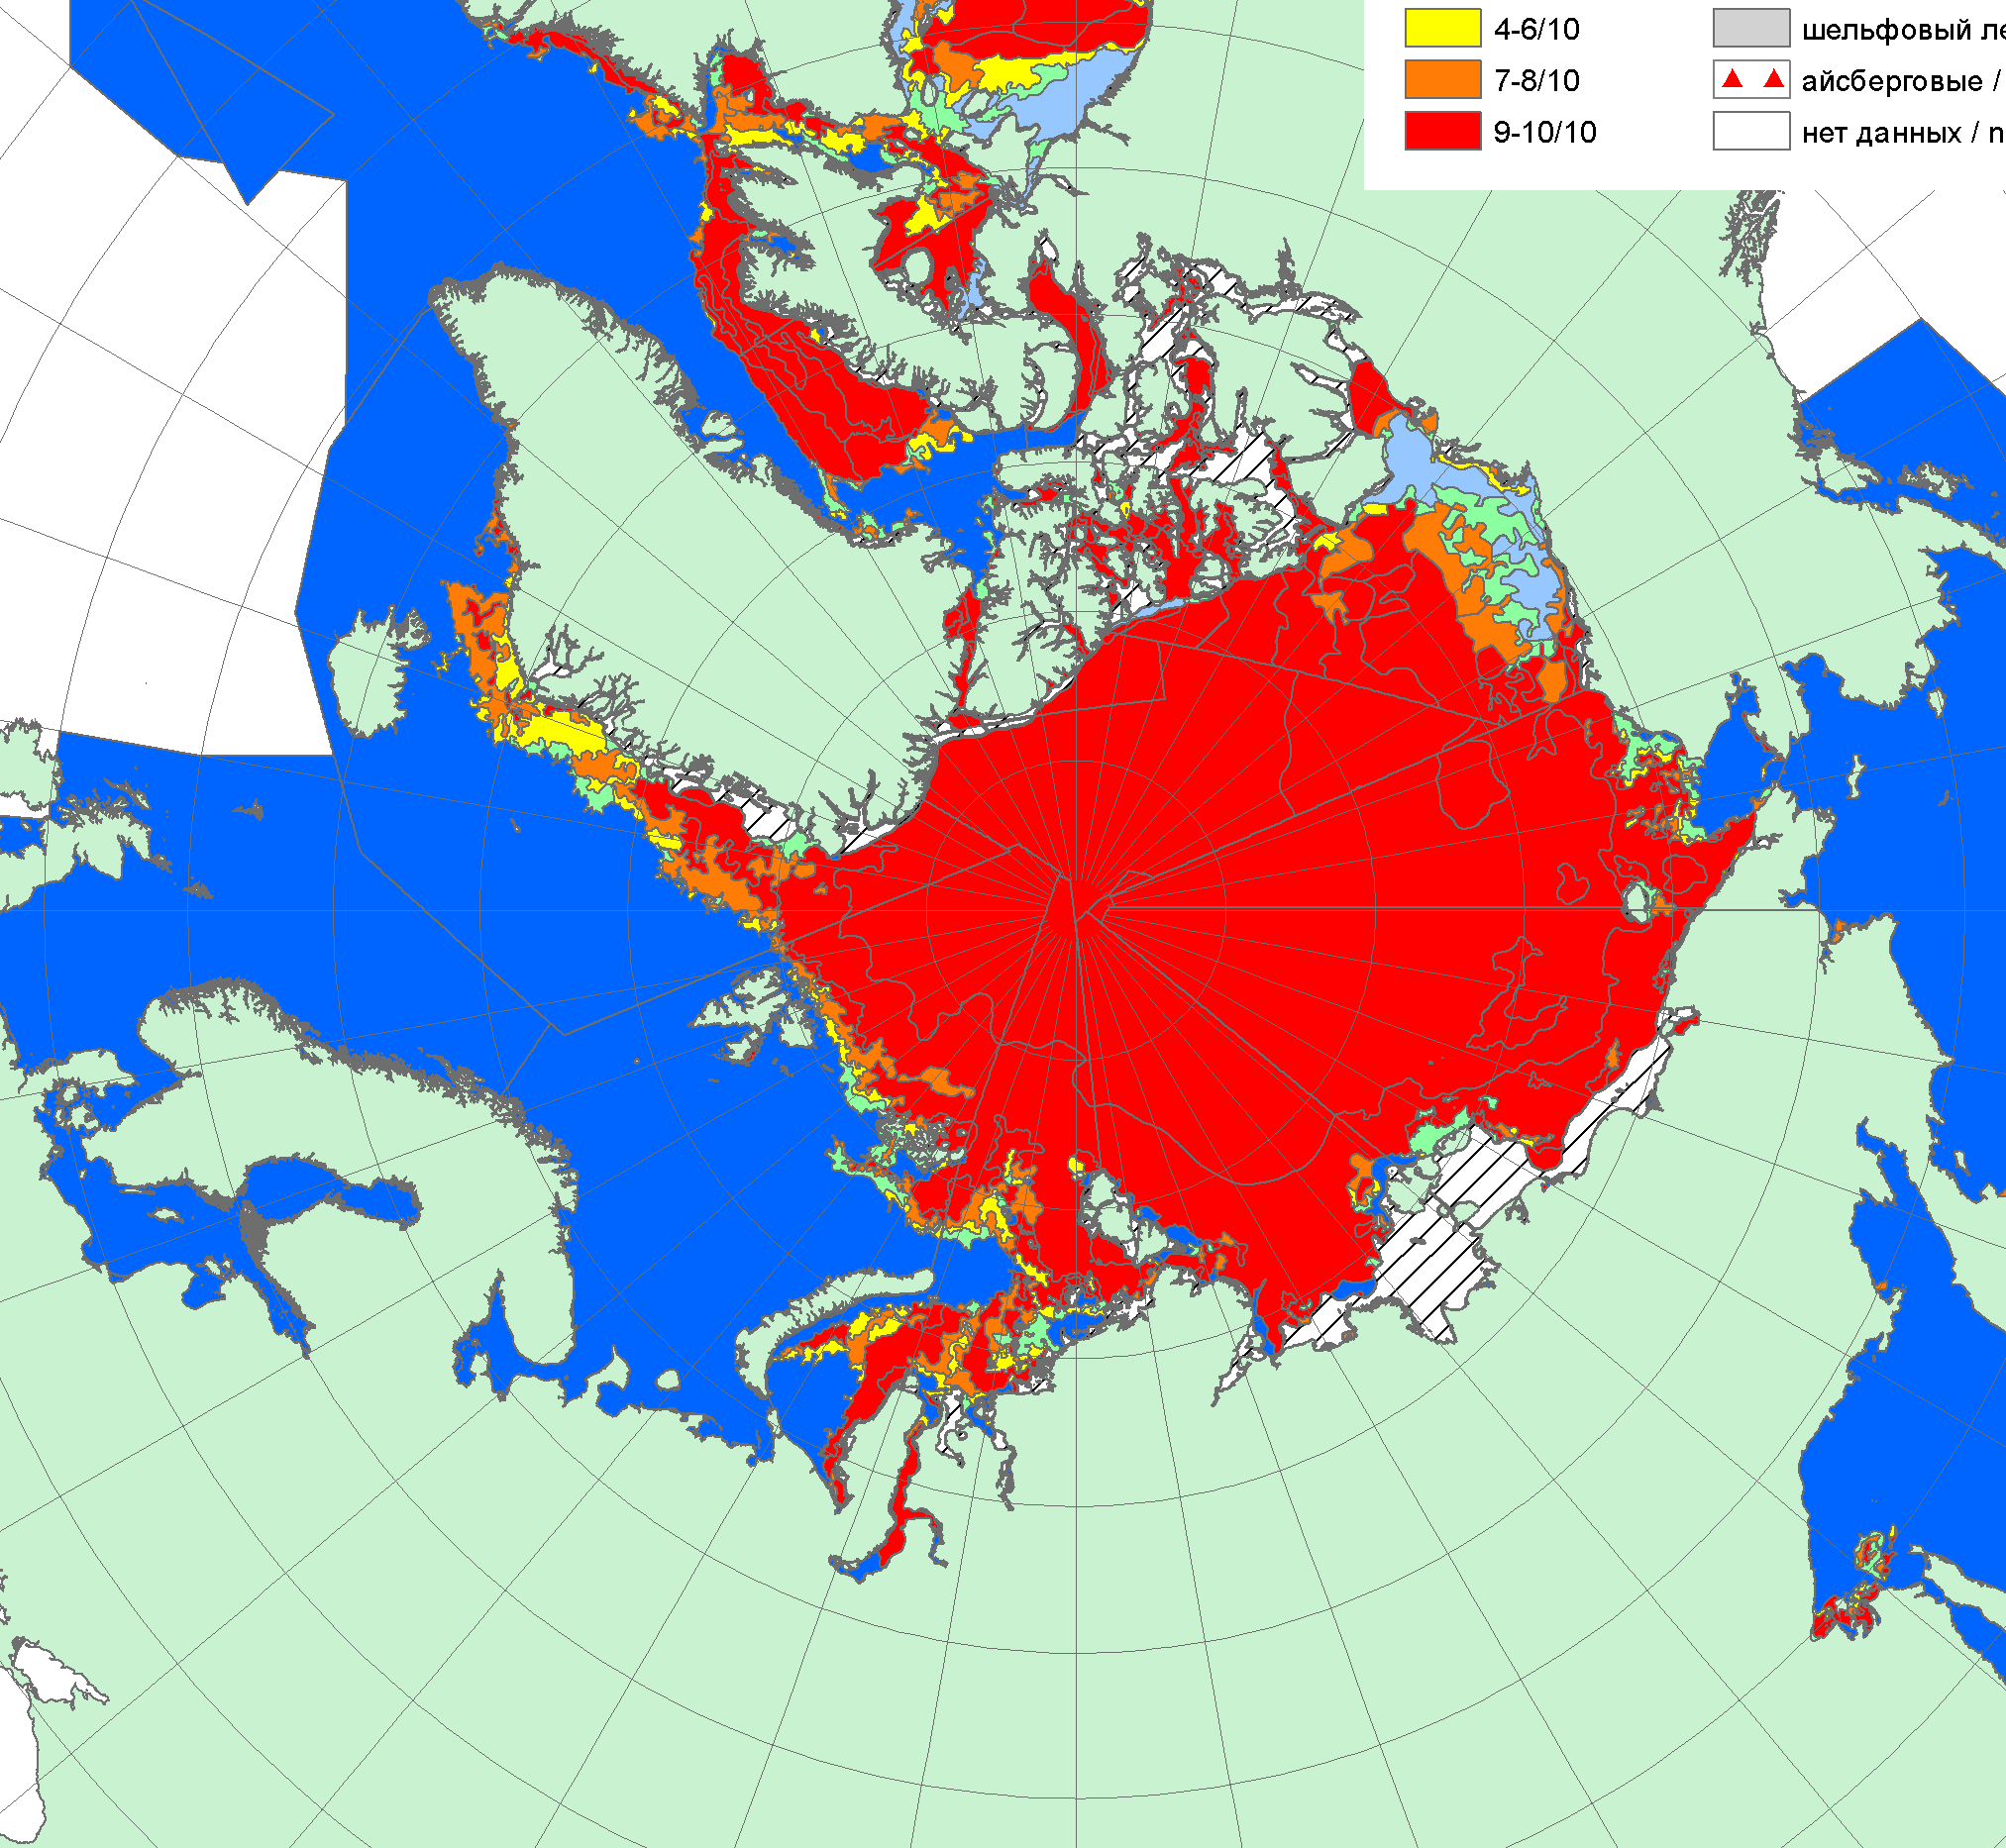 4-6/10 шельфовый ле
7-8/10 айсберговые /
9-10/10 нет данных / n